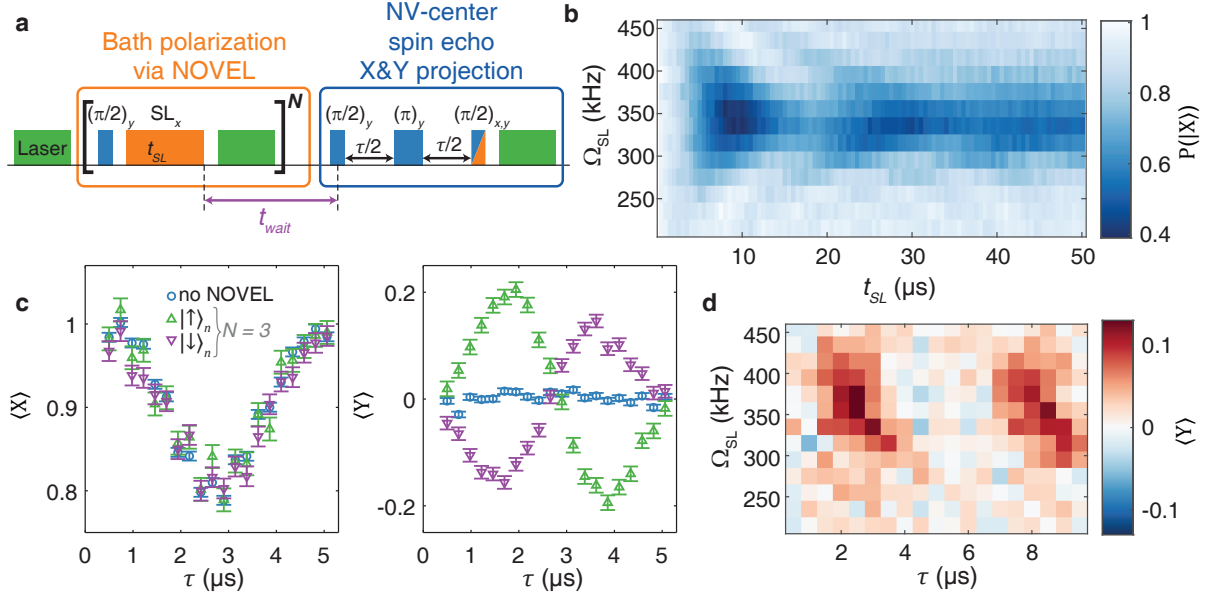 a
Bath polarization
via NOVEL
NV-center
spin echo
X&Y projection
N
(π/2)y SLx
(π/2)y (π)y (π/2)x,y
Laser
tSL
τ/2 τ/2
twait
b
450
400
350
300
250
ΩSL (kHz)
10 20 30 40 50
tSL (µs)
1
0.8
0.6
0.4
P(|X⟩)
c
1
0.9
0.8
⟨X⟩
no NOVEL
|↑⟩n
|↓⟩n
N = 3
0 1 2 3 4 5
τ (µs)
0.2
0
-0.2
⟨Y⟩
0 1 2 3 4 5
τ (µs)
d
450
400
350
300
250
ΩSL (kHz)
2 4 6 8
τ (µs)
0.1
0
-0.1
⟨Y⟩